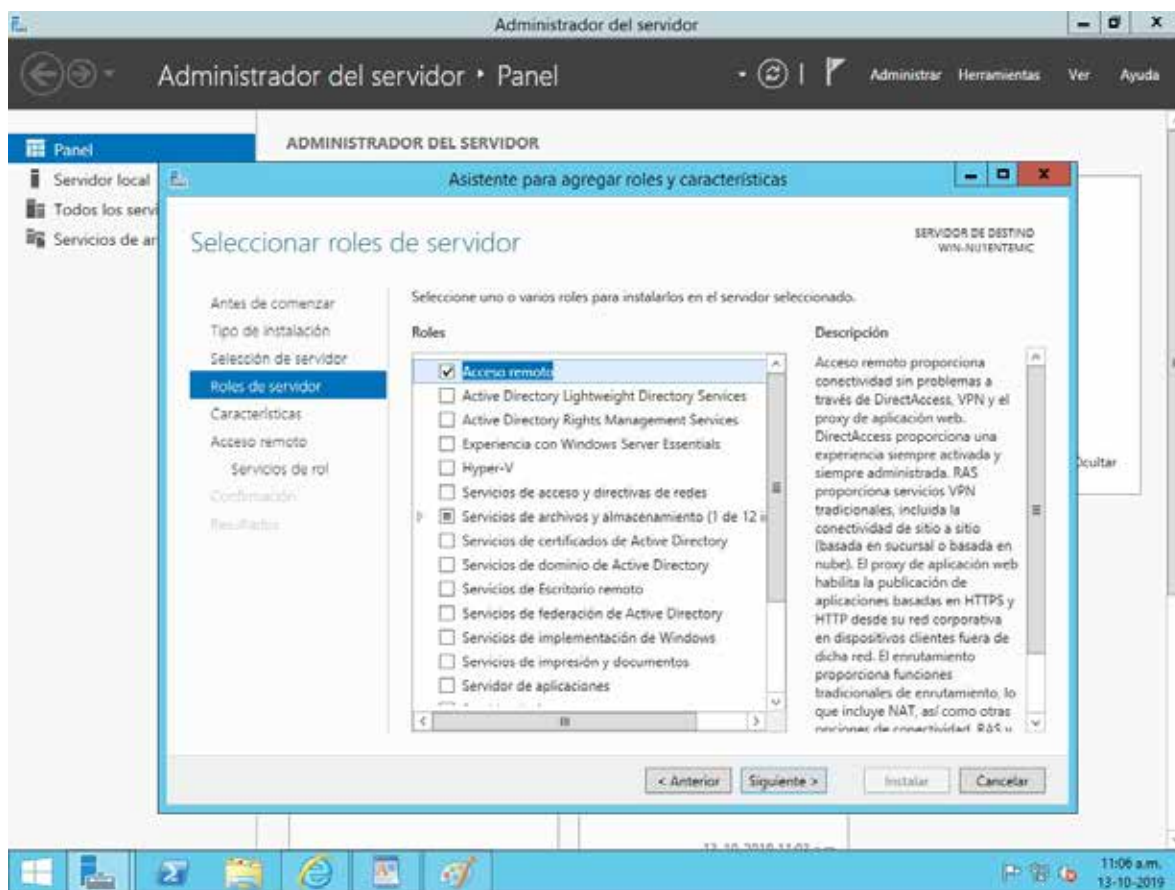 Administrador del servidor
Administrador del servidor • Panel
Administrar Herramientas Ver Ayuda
Panel
Servidor local
Todos los servi
Servicios de ar
ADMINISTRADOR DEL SERVIDOR
Asistente para agregar roles y características
Seleccionar roles de servidor
SERVIDOR DE DESTINO
WIN-NU1ENTEMIC
Antes de comenzar
Tipo de instalación
Selección de servidor
Roles de servidor
Características
Acceso remoto
Servicios de rol
Confirmación
Resultados
Seleccione uno o varios roles para instalarlos en el servidor seleccionado.
Roles
Acceso remoto
Active Directory Lightweight Directory Services
Active Directory Rights Management Services
Experiencia con Windows Server Essentials
Hyper-V
Servicios de acceso y directivas de redes
Servicios de archivos y almacenamiento (1 de 12 i
Servicios de certificados de Active Directory
Servicios de dominio de Active Directory
Servicios de Escritorio remoto
Servicios de federación de Active Directory
Servicios de implementación de Windows
Servicios de impresión y documentos
Servidor de aplicaciones
Descripción
Acceso remoto proporciona
conectividad sin problemas a
través de DirectAccess, VPN y el
proxy de aplicación web.
DirectAccess proporciona una
experiencia siempre activada y
siempre administrada. RAS
proporciona servicios VPN
tradicionales, incluida la
conectividad de sitio a sitio
(basada en sucursal o basada en
nube). El proxy de aplicación web
habilita la publicación de
aplicaciones basadas en HTTPS y
HTTP desde su red corporativa
en dispositivos clientes fuera de
dicha red. El enrutamiento
proporciona funciones
tradicionales de enrutamiento, lo
que incluye NAT, así como otras
opciones de conectividad. RAS y
Ocultar
< Anterior Siguiente > Instalar Cancelar
11:06 a.m.
13-10-2019